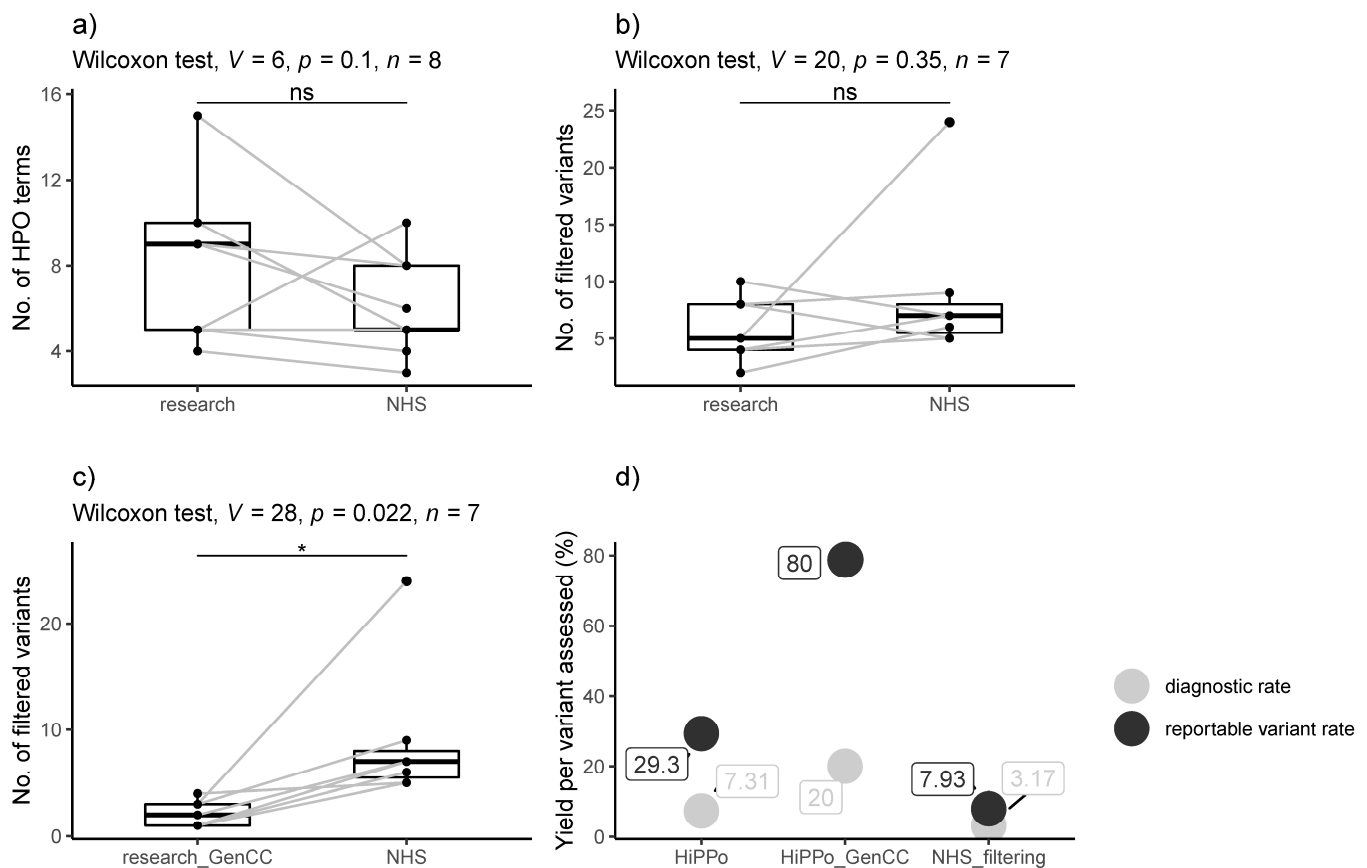 a)
Wilcoxon test, V = 6, p = 0.1, n = 8
ns
No. of HPO terms
16
12
8
4
research
NHS
b)
Wilcoxon test, V = 20, p = 0.35, n = 7
ns
No. of filtered variants
25
20
15
10
5
research
NHS
c)
Wilcoxon test, V = 28, p = 0.022, n = 7
*
No. of filtered variants
20
10
0
research_GenCC
NHS
d)
Yield per variant assessed (%)
80
60
40
20
0
80
29.3
7.31
20
7.93
3.17
HiPPo
HiPPo_GenCC
NHS_filtering
diagnostic rate
reportable variant rate